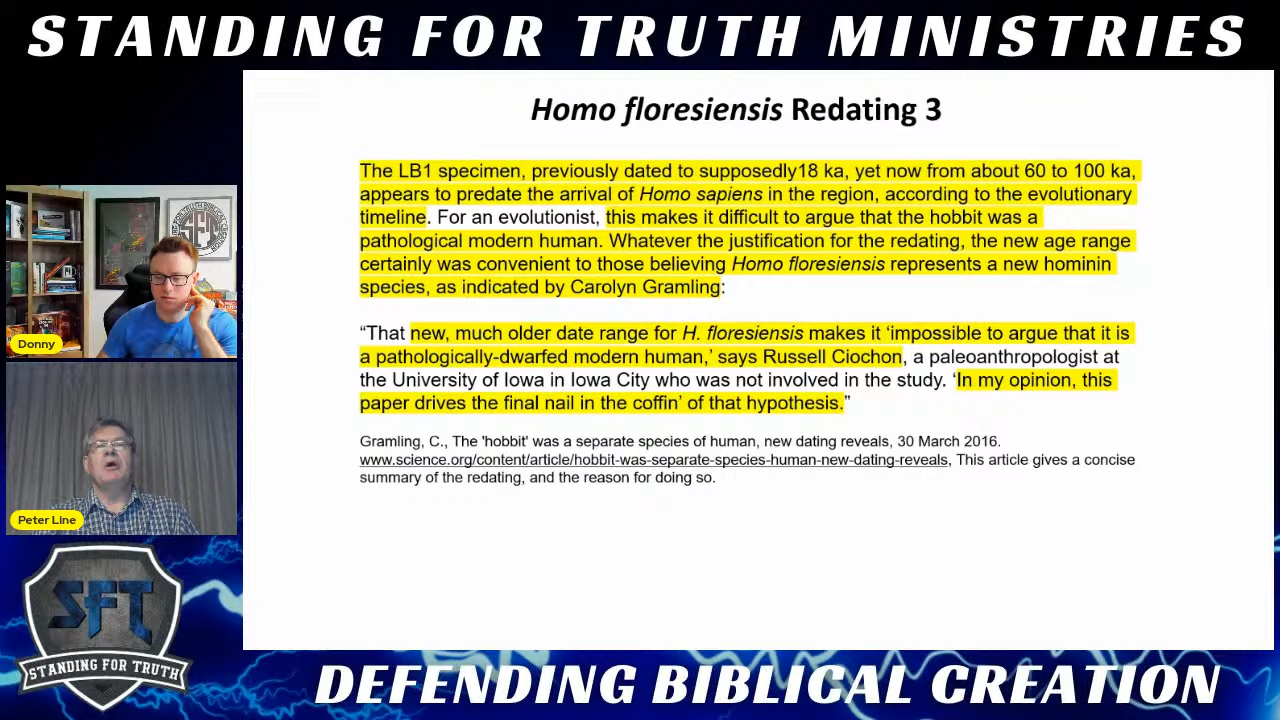 STANDING FOR TRUTH MINISTRIES
Homo floresiensis Redating 3
The LB1 specimen, previously dated to supposedly18 ka, yet now from about 60 to 100 ka,
appears to predate the arrival of Homo sapiens in the region, according to the evolutionary
timeline. For an evolutionist, this makes it difficult to argue that the hobbit was a
pathological modern human. Whatever the justification for the redating, the new age range
certainly was convenient to those believing Homo floresiensis represents a new hominin
species, as indicated by Carolyn Gramling:
“That new, much older date range for H. floresiensis makes it ‘impossible to argue that it is
a pathologically-dwarfed modern human,’ says Russell Ciochon, a paleoanthropologist at
the University of Iowa in Iowa City who was not involved in the study. ‘In my opinion, this
paper drives the final nail in the coffin’ of that hypothesis.”
Gramling, C., The 'hobbit' was a separate species of human, new dating reveals, 30 March 2016.
www.science.org/content/article/hobbit-was-separate-species-human-new-dating-reveals, This article gives a concise
summary of the redating, and the reason for doing so.
Donny
Peter Line
SFT
STANDING FOR TRUTH
DEFENDING BIBLICAL CREATION